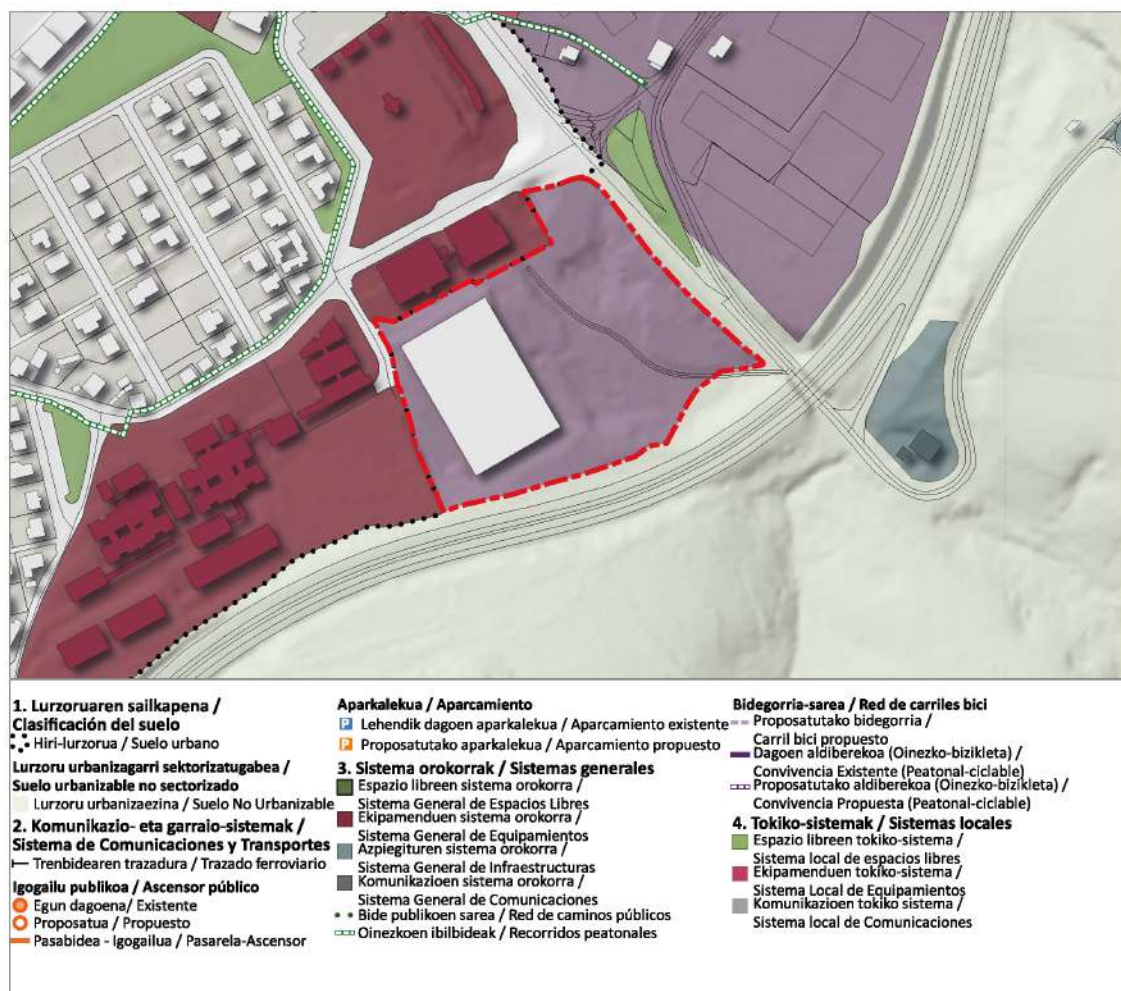 1. Lurzoruaren sailkapena /
Clasificación del suelo
Hiri-lurzorua / Suelo urbano
Lurzoru urbanizagarri sektorizatugabea /
Suelo urbanizable no sectorizado
Lurzoru urbanizaezina / Suelo No Urbanizable
2. Komunikazio- eta garraio-sistemak /
Sistema de Comunicaciones y Transportes
Trenbidearen trazadura / Trazado ferroviario
Igogailu publikoa / Ascensor público
Egun dagoena/ Existente
Proposatua / Propuesto
Pasabidea - Igogailua / Pasarela-Ascensor
Aparkalekua / Aparcamiento
P Lehendik dagoen aparkalekua / Aparcamiento existente
P Proposatutako aparkalekua / Aparcamiento propuesto
3. Sistema orokorrak / Sistemas generales
Espazio libreen sistema orokorra /
Sistema General de Espacios Libres
Ekipamenduen sistema orokorra /
Sistema General de Equipamientos
Azpiegituren sistema orokorra /
Sistema General de Infraestructuras
Komunikazioen sistema orokorra /
Sistema General de Comunicaciones
Bide publikoen sarea / Red de caminos públicos
Oinezkoen ibilbideak / Recorridos peatonales
Bidegorria-sarea / Red de carriles bici
Proposatutako bidegorria /
Carril bici propuesto
Dagoen aldiberekoa (Oinezko-bizikleta) /
Convivencia Existente (Peatonal-ciclable)
Proposatutako aldiberekoa (Oinezko-bizikleta) /
Convivencia Propuesta (Peatonal-ciclable)
4. Tokiko-sistemak / Sistemas locales
Espazio libreen tokiko-sistema /
Sistema local de espacios libres
Ekipamenduen tokiko-sistema /
Sistema Local de Equipamientos
Komunikazioen tokiko sistema /
Sistema local de Comunicaciones